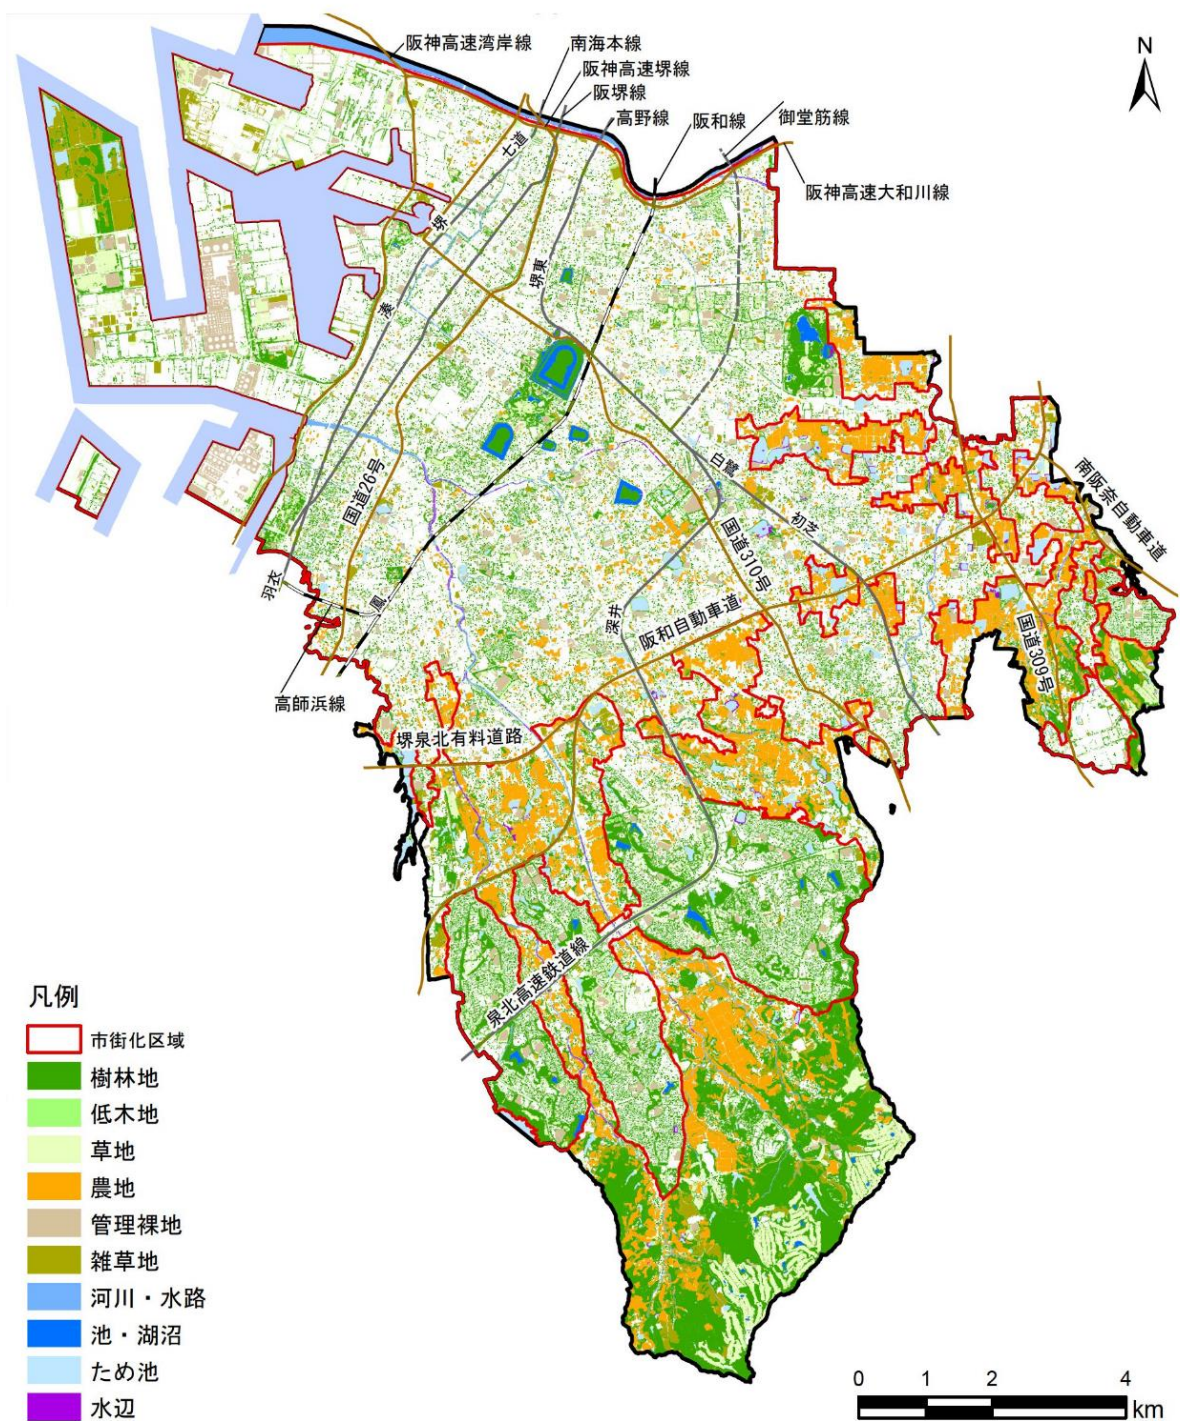 阪神高速湾岸線
南海本線
阪神高速堺線
阪堺線
高野線
阪和線
御堂筋線
N
阪神高速大和川線
七道
堺
堺東
湊
国道26号
白鷺
初芝
国道310号
南阪奈自動車道
羽衣
鳳
深井
阪和自動車道
国道309号
高師浜線
堺泉北有料道路
泉北高速鉄道線
凡例
市街化区域
樹林地
低木地
草地
農地
管理裸地
雑草地
河川・水路
池・湖沼
ため池
水辺
0 1 2 4
km